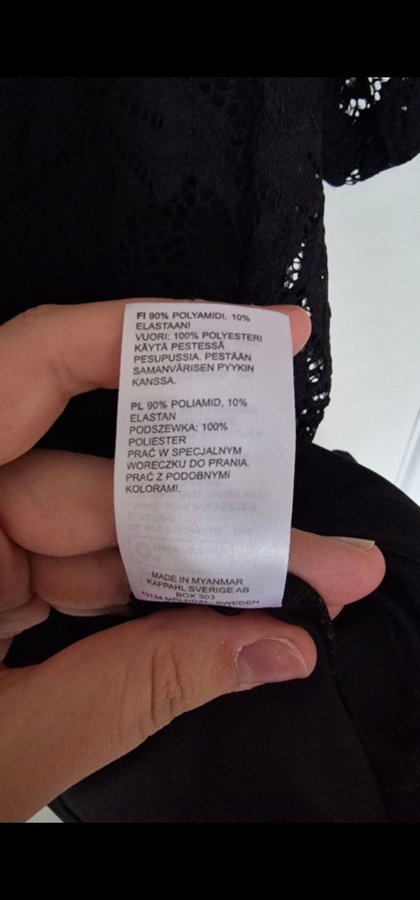 FI 90% POLYAMIDI, 10%
ELASTAANI
VUORI: 100% POLYESTERI
KÄYTÄ PESTESSÄ
PESUPUSSIA. PESTÄÄN
SAMANVÄRISEN PYYKIN
KANSSA.
PL 90% POLIAMID, 10%
ELASTAN
PODSZEWKA: 100%
POLIESTER
PRAĆ W SPECJALNYM
WORECZKU DO PRANIA.
PRAĆ Z PODOBNYMI
KOLORAMI.
MADE IN MYANMAR
KAPPAHL SVERIGE AB
BOX 303
MÖLNDAL, SWEDEN